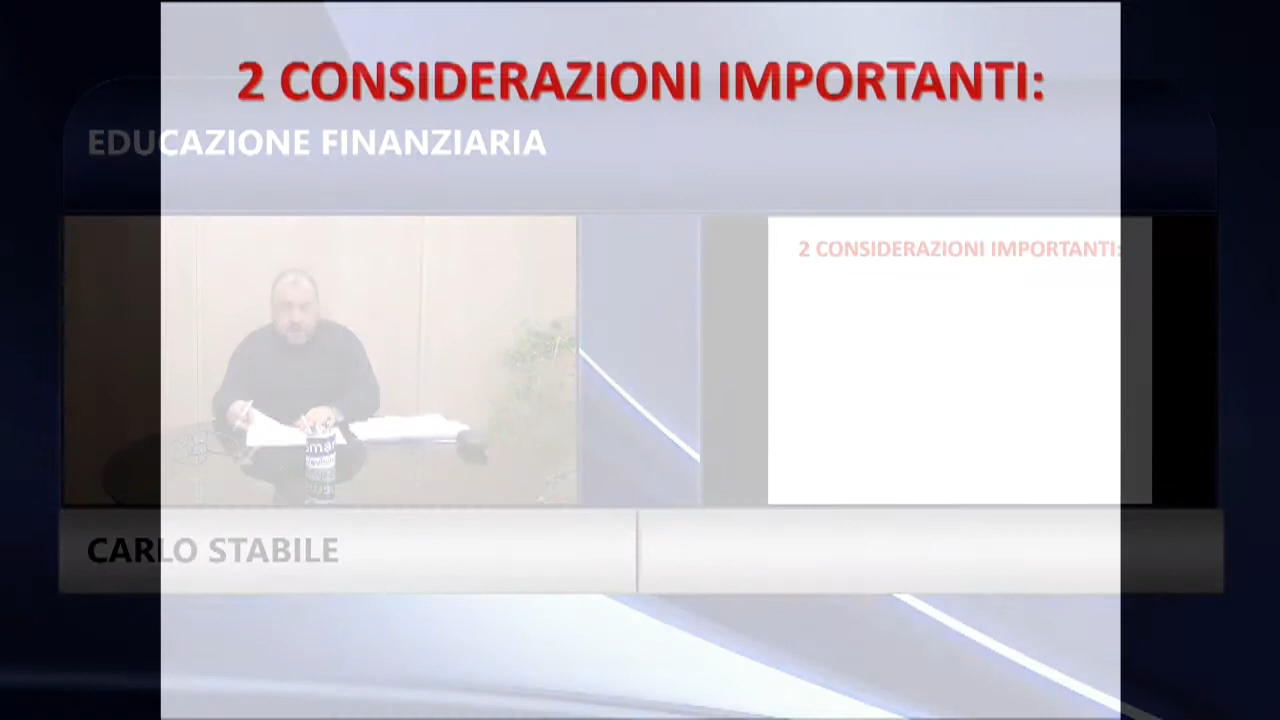 2 CONSIDERAZIONI IMPORTANTI:
EDUCAZIONE FINANZIARIA
2 CONSIDERAZIONI IMPORTANTI:
CARLO STABILE